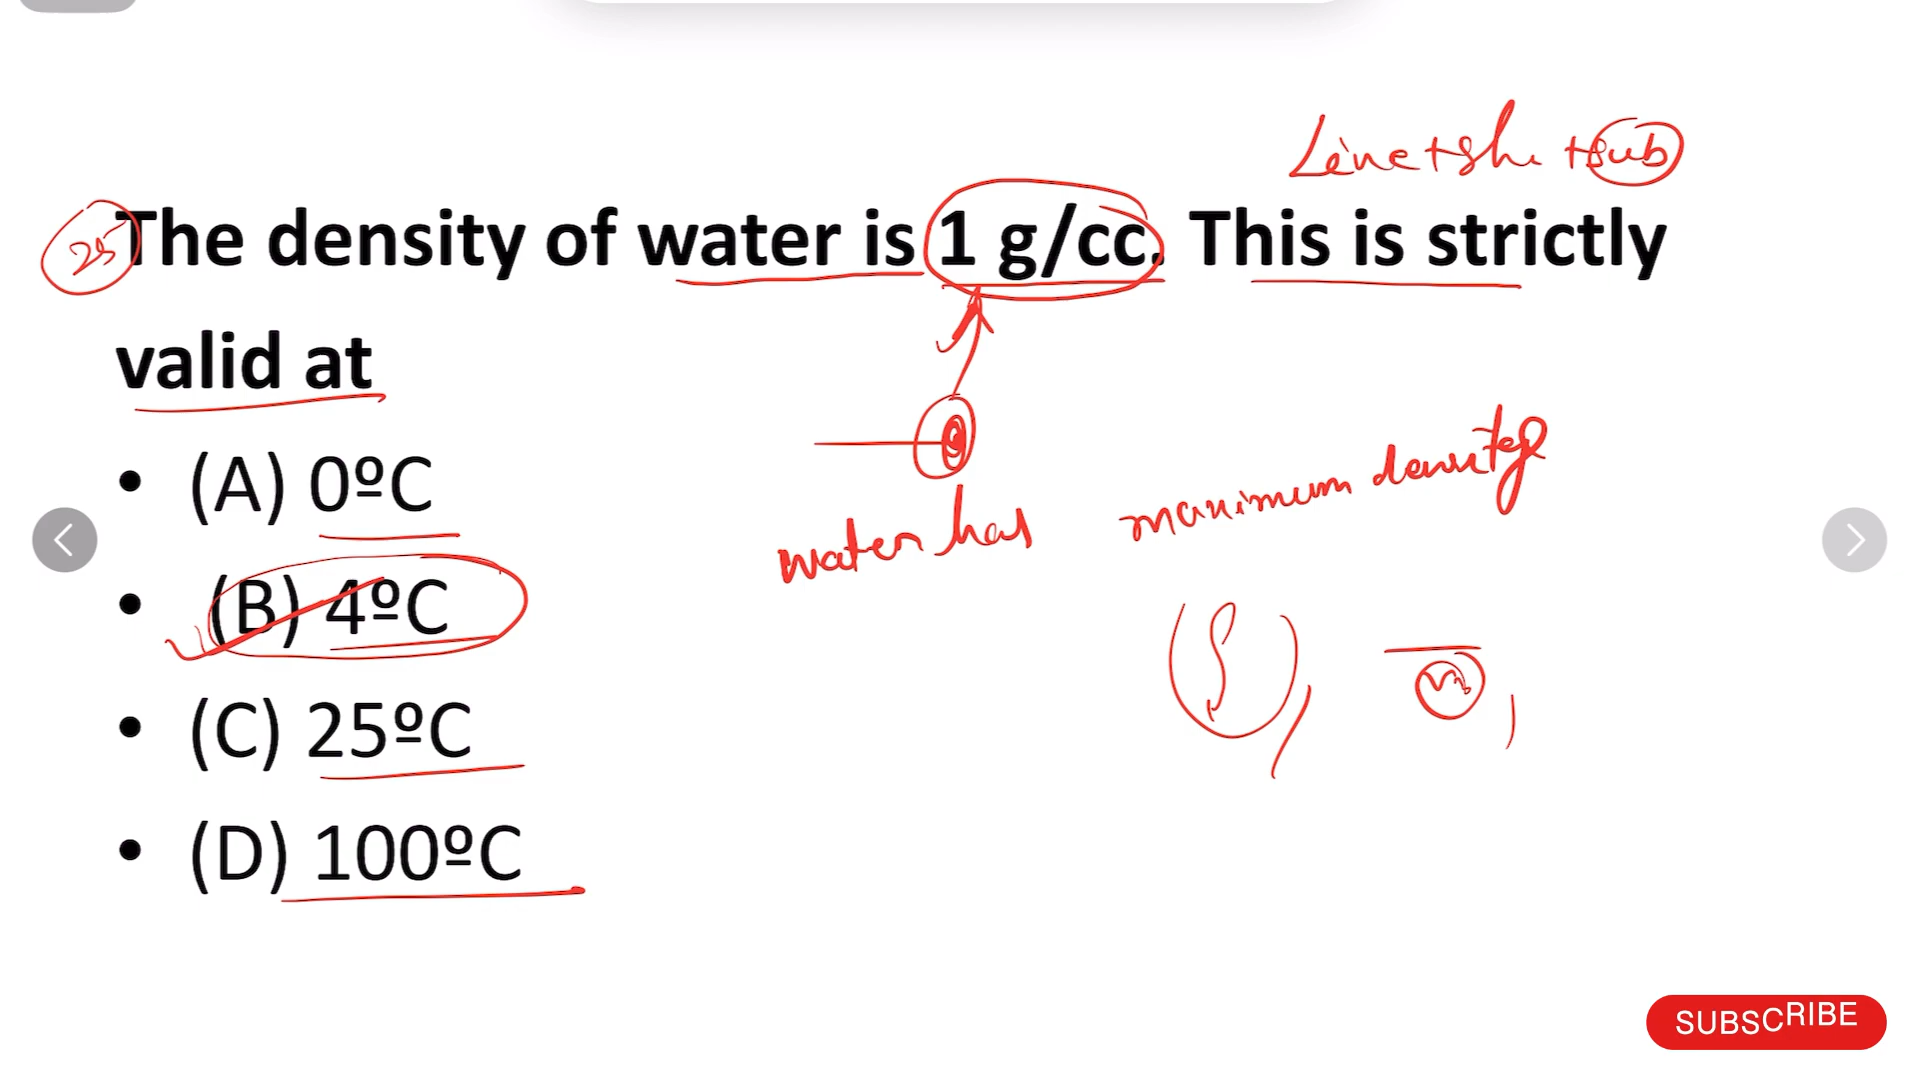 25
The density of water is 1 g/cc. This is strictly
valid at
• (A) 0ºC
• (B) 4ºC
• (C) 25ºC
• (D) 100ºC
water has maximum density
SUBSCRIBE